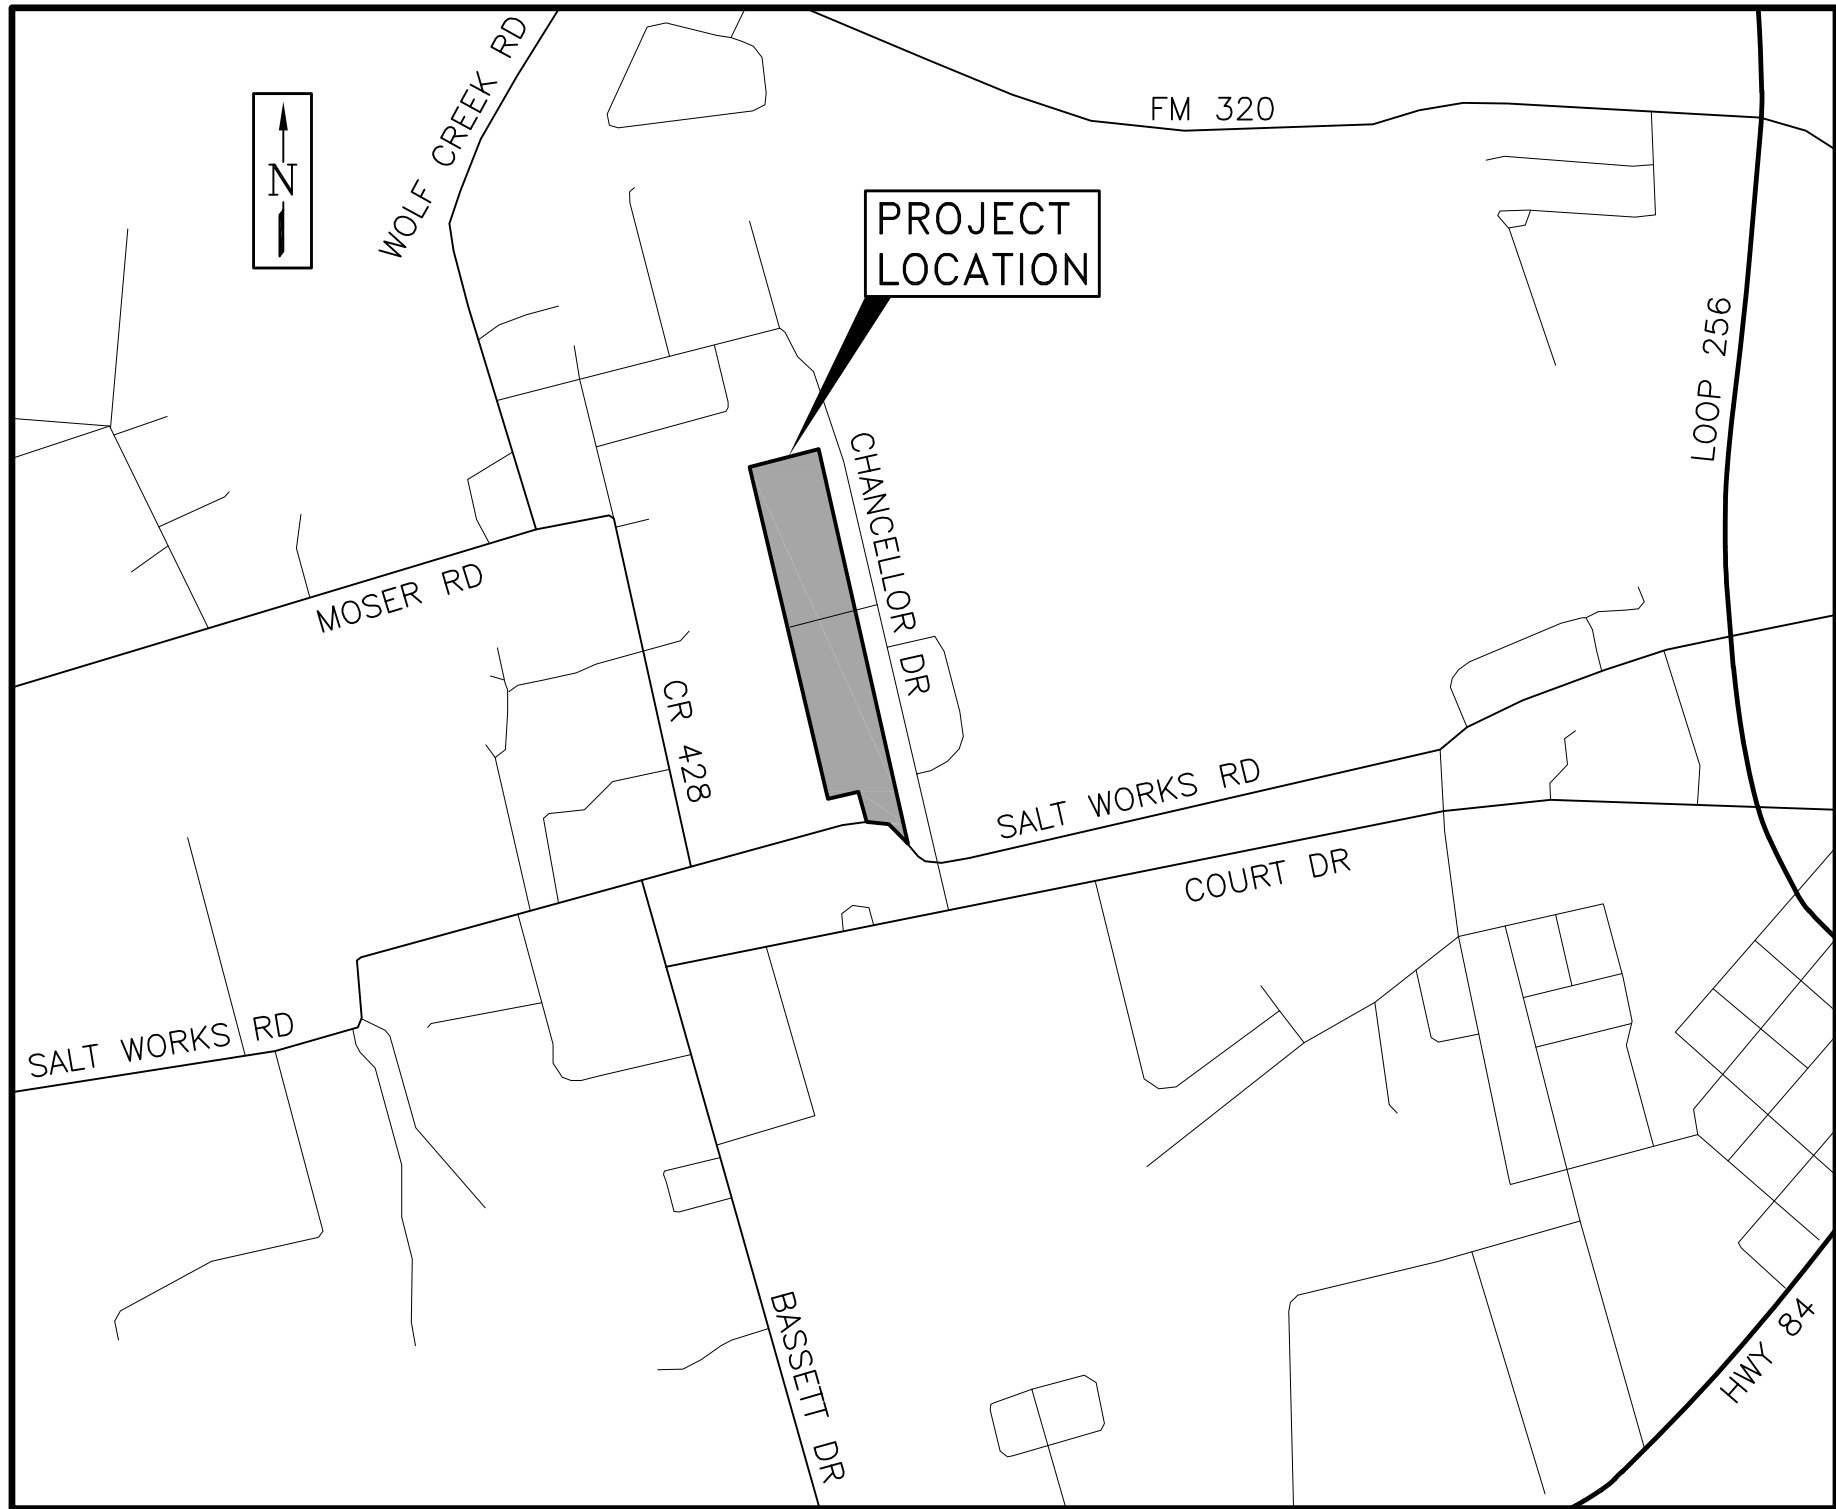 WOLF CREEK RD
FM 320
N
PROJECT
LOCATION
LOOP 256
CHANCELLOR DR
MOSER RD
CR 428
SALT WORKS RD
COURT DR
SALT WORKS RD
BASSETT DR
HWY 84